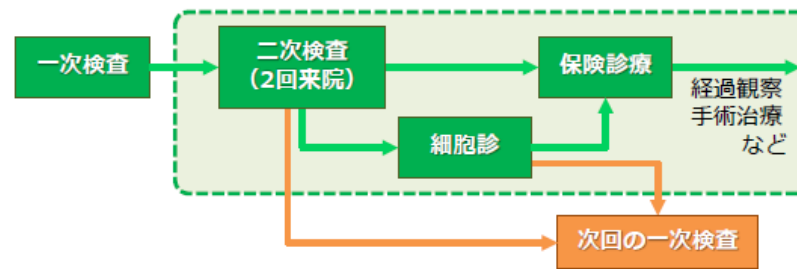 一次検査
二次検査
（2回来院）
保険診療
経過観察
手術治療
など
細胞診
次回の一次検査